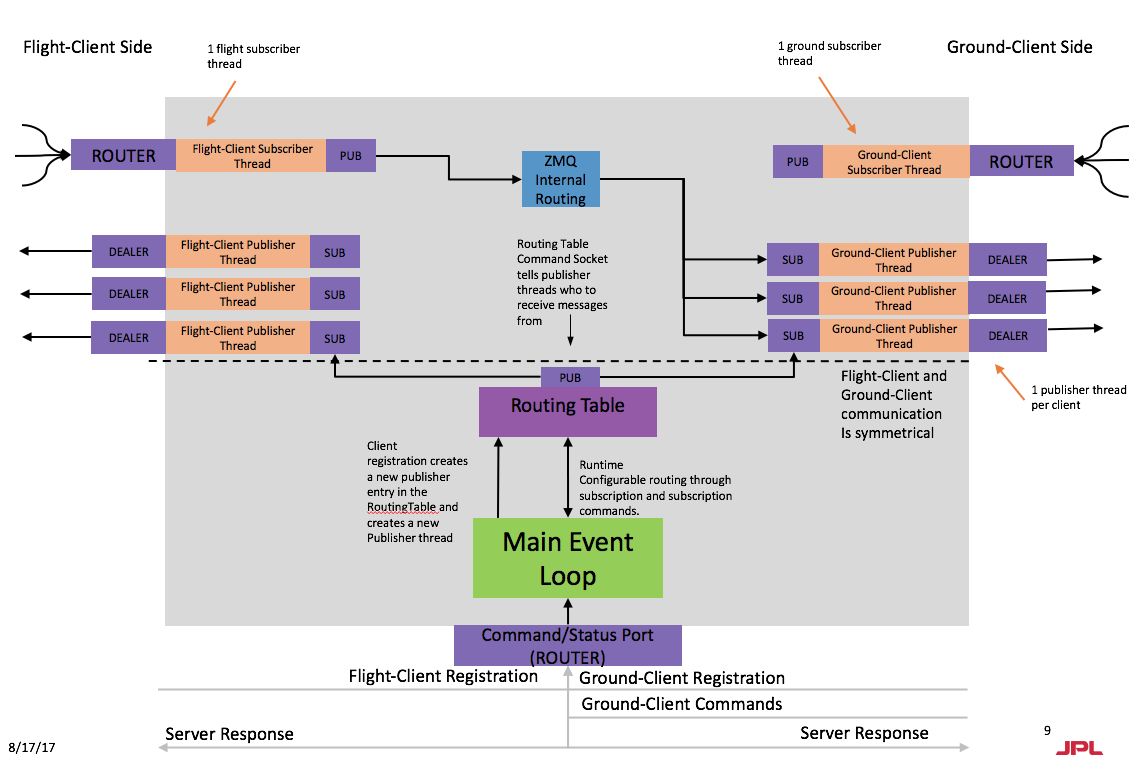 Flight-Client Side
1 flight subscriber
thread
1 ground subscriber
thread
Ground-Client Side
ROUTER
Flight-Client Subscriber
Thread
PUB
ZMQ
Internal
Routing
PUB
Ground-Client
Subscriber Thread
ROUTER
DEALER
Flight-Client Publisher
Thread
SUB
DEALER
Flight-Client Publisher
Thread
SUB
DEALER
Flight-Client Publisher
Thread
SUB
Routing Table
Command Socket
tells publisher
threads who to
receive messages
from
SUB
Ground-Client Publisher
Thread
DEALER
SUB
Ground-Client Publisher
Thread
DEALER
SUB
Ground-Client Publisher
Thread
DEALER
PUB
Routing Table
Flight-Client and
Ground-Client
communication
Is symmetrical
1 publisher thread
per client
Client
registration creates
a new publisher
entry in the
RoutingTable and
creates a new
Publisher thread
Runtime
Configurable routing through
subscription and subscription
commands.
Main Event
Loop
Command/Status Port
(ROUTER)
Flight-Client Registration
Ground-Client Registration
Ground-Client Commands
Server Response
Server Response
8/17/17
9
JPL